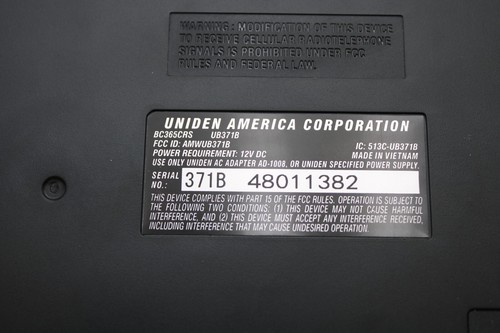 WARNING: MODIFICATION OF THIS DEVICE
TO RECEIVE CELLULAR RADIOTELEPHONE
SIGNALS IS PROHIBITED UNDER FCC
RULES AND FEDERAL LAW.
UNIDEN AMERICA CORPORATION
BC365CRS UB371B
FCC ID: AMWUB371B IC: 513C-UB371B
POWER REQUIREMENT: 12V DC MADE IN VIETNAM
USE ONLY UNIDEN AC ADAPTER AD-1008, OR UNIDEN SPECIFIED POWER SUPPLY.
SERIAL NO.: 371B 48011382
THIS DEVICE COMPLIES WITH PART 15 OF THE FCC RULES. OPERATION IS SUBJECT TO
THE FOLLOWING TWO CONDITIONS: (1) THIS DEVICE MAY NOT CAUSE HARMFUL
INTERFERENCE, AND (2) THIS DEVICE MUST ACCEPT ANY INTERFERENCE RECEIVED,
INCLUDING INTERFERENCE THAT MAY CAUSE UNDESIRED OPERATION.